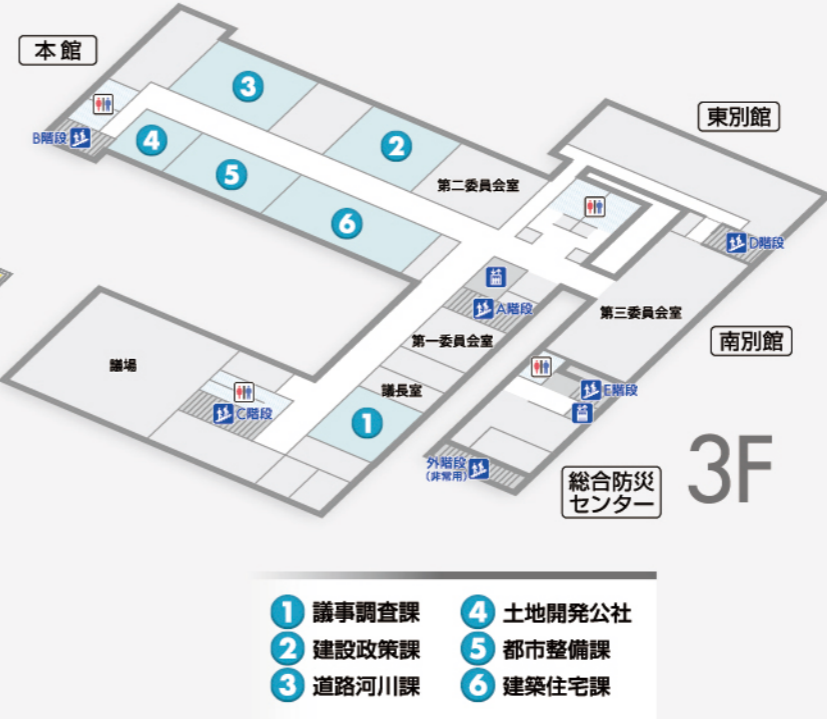 本館
東別館
3
B階段
4
2
5
第二委員会室
6
D階段
A階段
第三委員会室
第一委員会室
南別館
議場
議長室
E階段
C階段
1
外階段
(非常用)
総合防災
センター
3F
1 議事調査課
2 建設政策課
3 道路河川課
4 土地開発公社
5 都市整備課
6 建築住宅課